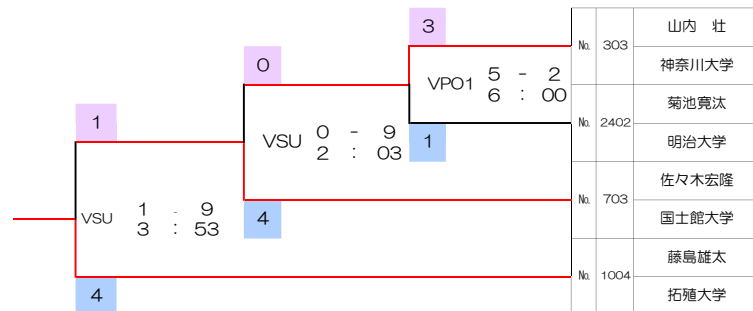 3
山内 壮
№ 303
0
VPO1 5 - 2
6 : 00
神奈川大学
菊池寛汰
1
VSU 0 - 9
2 : 03
1
№ 2402
明治大学
佐々木宏隆
VSU 1 - 9
3 : 53
4
№ 703
国士館大学
藤島雄太
4
№ 1004
拓殖大学